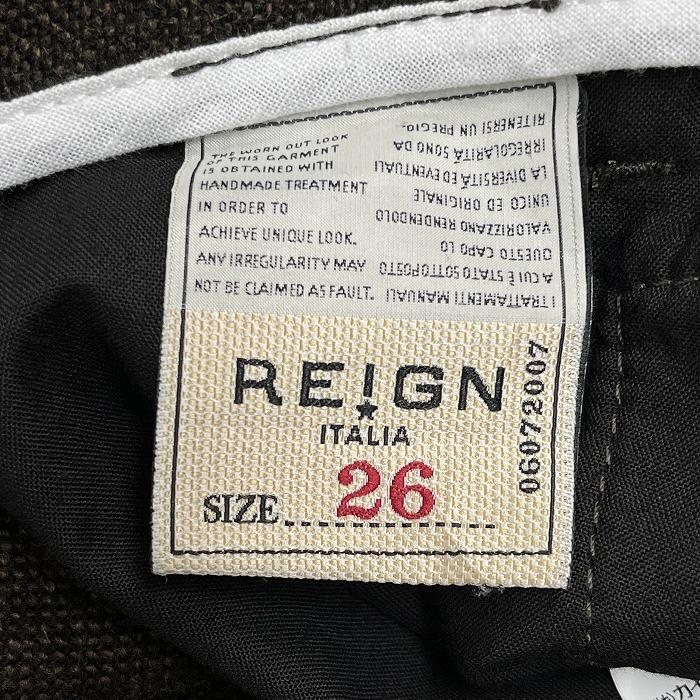 THE WORN OUT LOOK
OF THIS GARMENT
IS OBTAINED WITH
HANDMADE TREATMENT
IN ORDER TO
ACHIEVE UNIQUE LOOK.
ANY IRREGULARITY MAY
NOT BE CLAIMED AS FAULT.
I TRATTAMENTI MANUALI
A CUI È STATO SOTTOPOSTO
QUESTO CAPO LO
VALORIZZANO RENDENDOLO
UNICO ED ORIGINALE
LA DIVERSITÀ ED EVENTUALI
IRREGOLARITÀ SONO DA
RITENERSI UN PREGIO.
RE!GN
ITALIA
SIZE 26
06072007